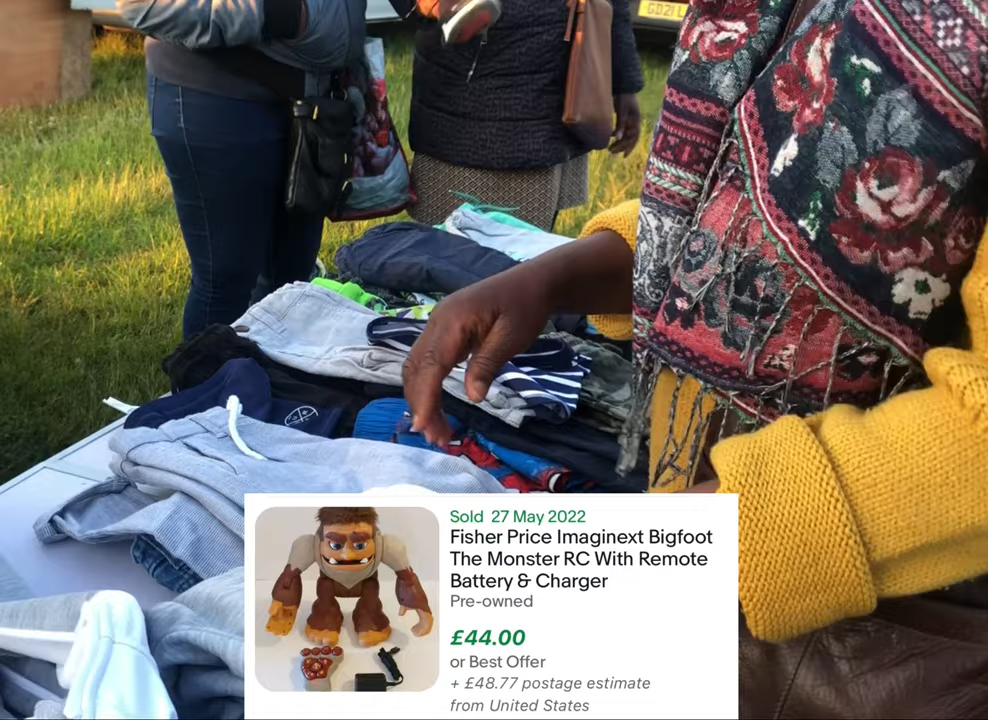 GD21
Sold 27 May 2022
Fisher Price Imaginext Bigfoot
The Monster RC With Remote
Battery & Charger
Pre-owned
£44.00
or Best Offer
+ £48.77 postage estimate
from United States